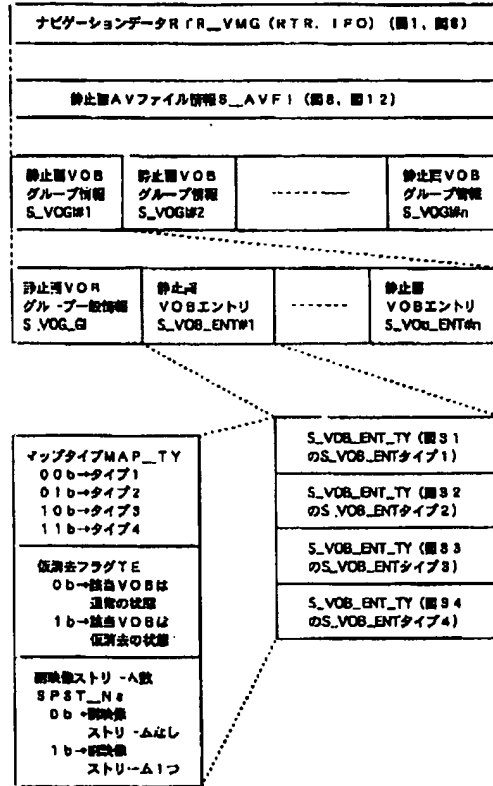 ナビゲーションデータRTR_VMG (RTR. IFO) (図1、図8)
静止画AVファイル情報S_AVFI (図8、図12)
静止画VOB
グループ情報
S_VOGI#1
静止画VOB
グループ情報
S_VOGI#2
静止画VOB
グループ情報
S_VOGI#n
静止画VOB
グループ一般情報
S_VOG_GI
静止画
VOBエントリ
S_VOB_ENT#1
静止画
VOBエントリ
S_VOB_ENT#n
マップタイプMAP_TY
00b→タイプ1
01b→タイプ2
10b→タイプ3
11b→タイプ4
仮消去フラグTE
0b→該当VOBは
通常の状態
1b→該当VOBは
仮消去の状態
副映像ストリーム数
SPST_Ns
0b→副映像
ストリームなし
1b→副映像
ストリーム1つ
S_VOB_ENT_TY (図31
のS_VOB_ENTタイプ1)
S_VOB_ENT_TY (図32
のS_VOB_ENTタイプ2)
S_VOB_ENT_TY (図33
のS_VOB_ENTタイプ3)
S_VOB_ENT_TY (図34
のS_VOB_ENTタイプ4)